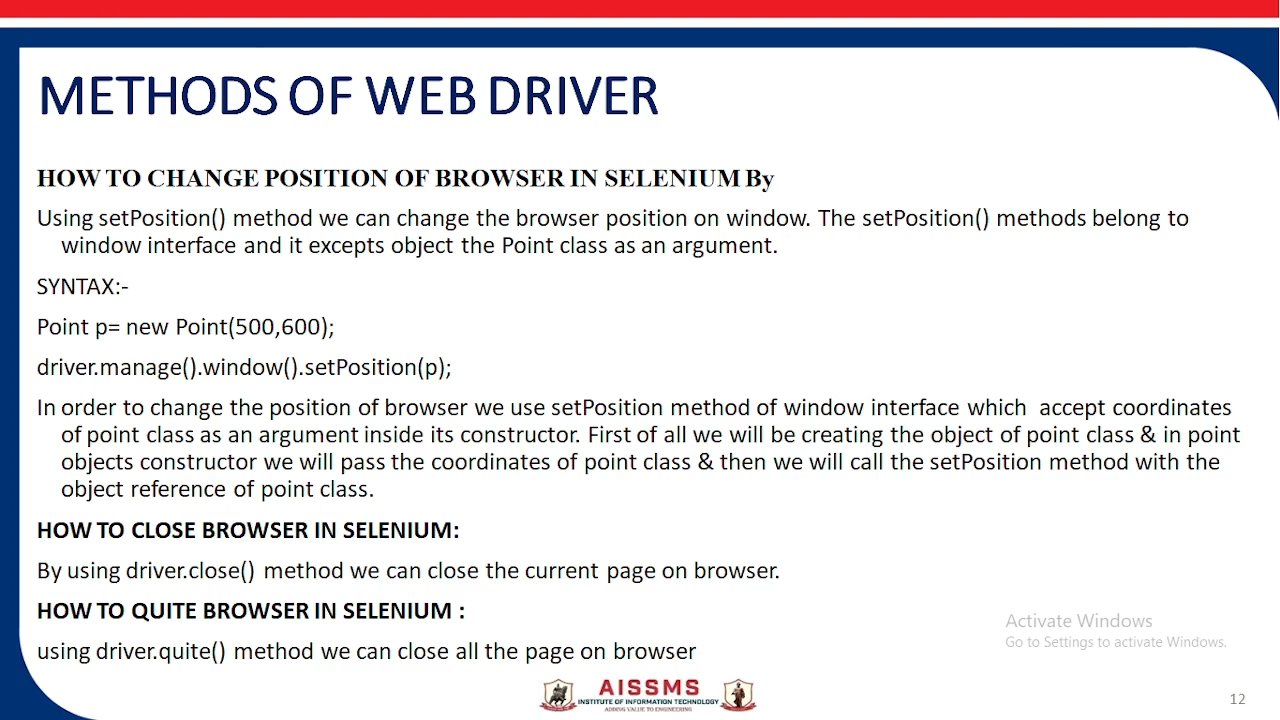 METHODS OF WEB DRIVER
HOW TO CHANGE POSITION OF BROWSER IN SELENIUM By
Using setPosition() method we can change the browser position on window. The setPosition() methods belong to
window interface and it excepts object the Point class as an argument.
SYNTAX:-
Point p= new Point(500,600);
driver.manage().window().setPosition(p);
In order to change the position of browser we use setPosition method of window interface which accept coordinates
of point class as an argument inside its constructor. First of all we will be creating the object of point class & in point
objects constructor we will pass the coordinates of point class & then we will call the setPosition method with the
object reference of point class.
HOW TO CLOSE BROWSER IN SELENIUM:
By using driver.close() method we can close the current page on browser.
HOW TO QUITE BROWSER IN SELENIUM :
using driver.quite() method we can close all the page on browser
Activate Windows
Go to Settings to activate Windows.
AISSMS
INSTITUTE OF INFORMATION TECHNOLOGY
ADDING VALUE TO ENGINEERING
12